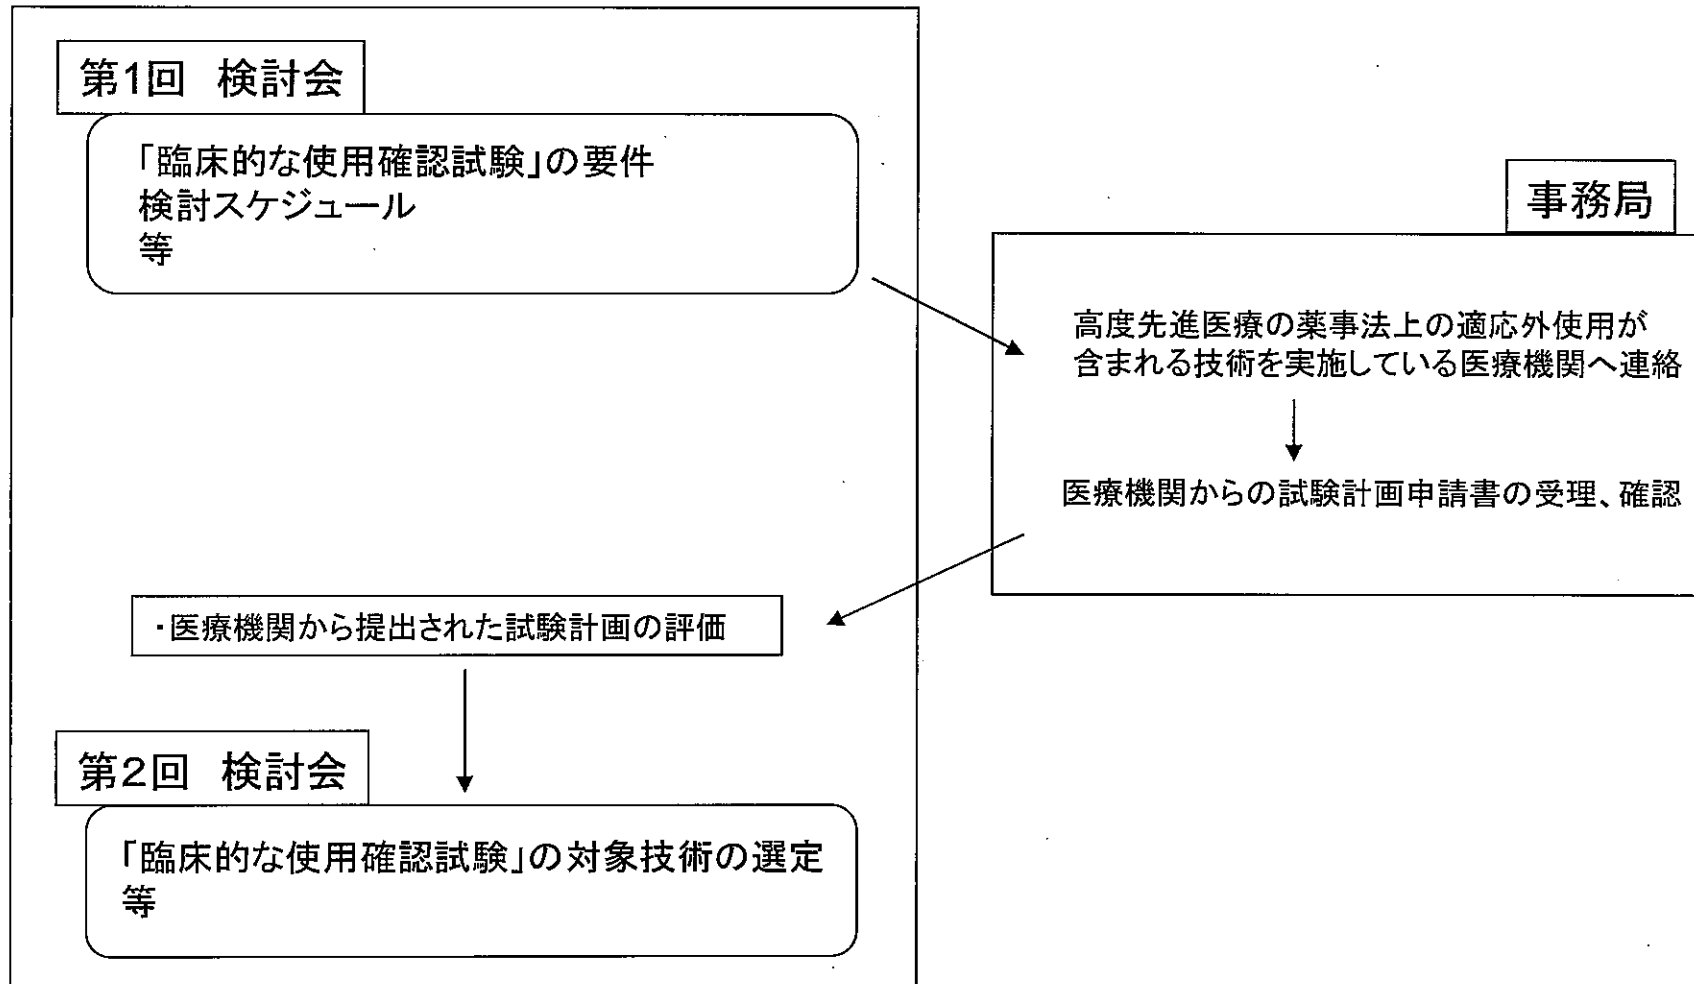 第1回 検討会
「臨床的な使用確認試験」の要件
検討スケジュール
等
事務局
高度先進医療の薬事法上の適応外使用が
含まれる技術を実施している医療機関へ連絡
医療機関からの試験計画申請書の受理、確認
・医療機関から提出された試験計画の評価
第2回 検討会
「臨床的な使用確認試験」の対象技術の選定
等